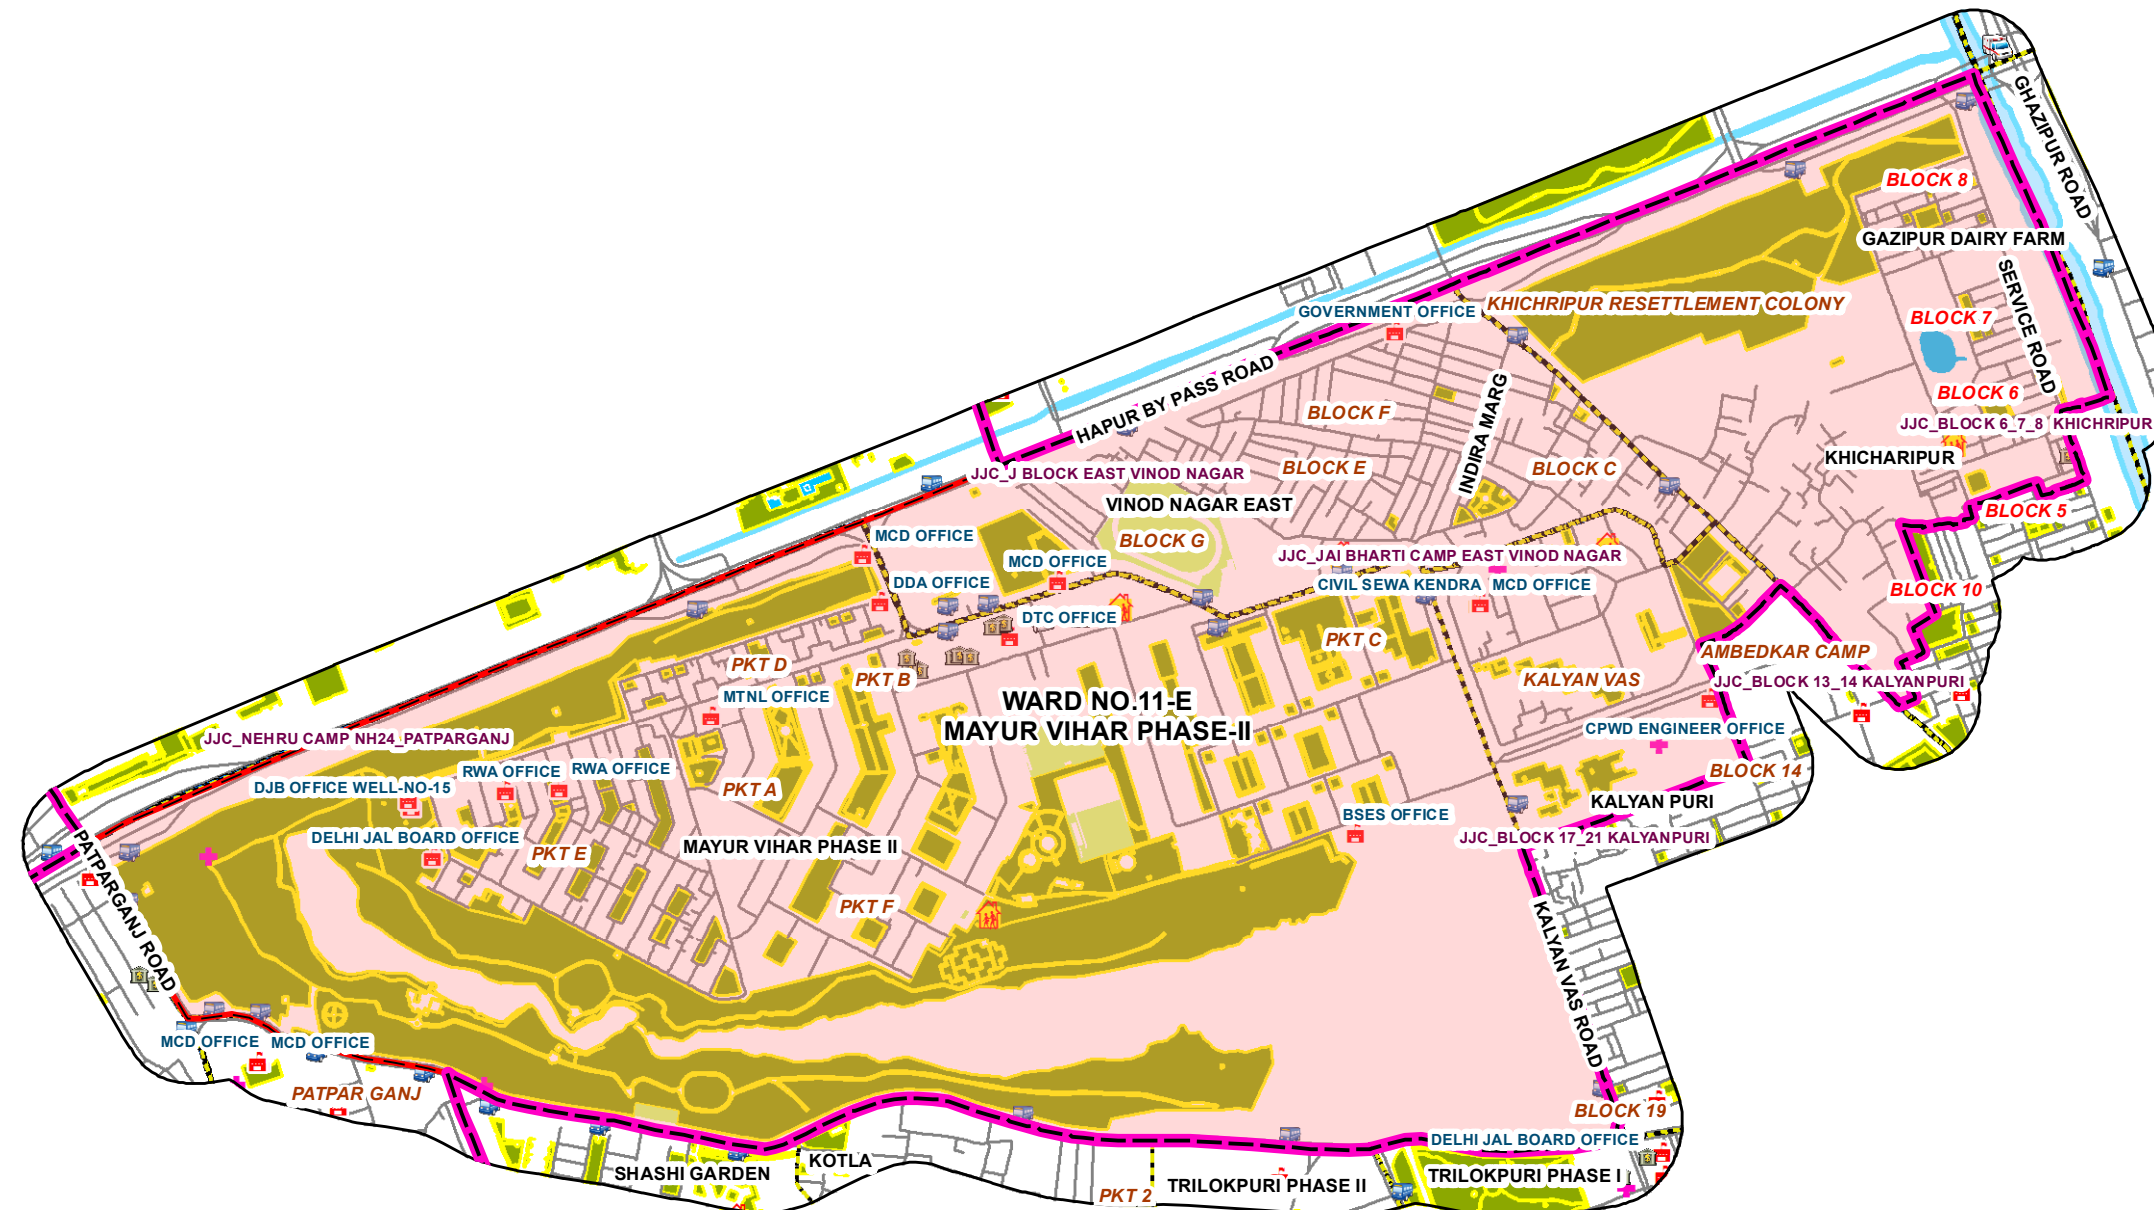 GHAZIPUR ROAD
BLOCK 8
GAZIPUR DAIRY FARM
SERVICE ROAD
KHICHRIPUR RESETTLEMENT COLONY
GOVERNMENT OFFICE
BLOCK 7
HAPUR BY PASS ROAD
INDIRA MARG
BLOCK F
BLOCK 6
JJC_BLOCK 6_7_8 KHICHRIPUR
KHICHARIPUR
BLOCK E
BLOCK C
JJC_J BLOCK EAST VINOD NAGAR
VINOD NAGAR EAST
BLOCK 5
MCD OFFICE
BLOCK G
MCD OFFICE
JJC_JAI BHARTI CAMP EAST VINOD NAGAR
DDA OFFICE
CIVIL SEWA KENDRA
MCD OFFICE
BLOCK 10
DTC OFFICE
PKT C
AMBEDKAR CAMP
PKT D
PKT B
KALYAN VAS
JJC_BLOCK 13_14 KALYANPURI
MTNL OFFICE
WARD NO.11-E
MAYUR VIHAR PHASE-II
CPWD ENGINEER OFFICE
JJC_NEHRU CAMP NH24_PATPARGANJ
RWA OFFICE
RWA OFFICE
BLOCK 14
DJB OFFICE WELL-NO-15
PKT A
KALYAN PURI
BSES OFFICE
DELHI JAL BOARD OFFICE
JJC_BLOCK 17_21 KALYANPURI
PKT E
MAYUR VIHAR PHASE II
PATPARGANJ ROAD
PKT F
KALYAN VAS ROAD
MCD OFFICE
MCD OFFICE
PATPAR GANJ
BLOCK 19
DELHI JAL BOARD OFFICE
KOTLA
SHASHI GARDEN
TRILOKPURI PHASE I
TRILOKPURI PHASE II
PKT 2